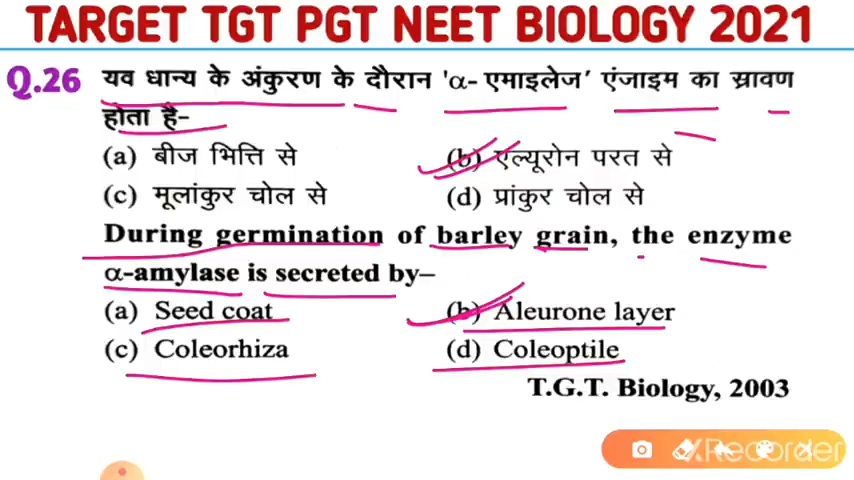 TARGET TGT PGT NEET BIOLOGY 2021
Q.26 यव धान्य के अंकुरण के दौरान 'α- एमाइलेज' एंजाइम का स्रावण
होता है-
(a) बीज भित्ति से (b) एल्यूरोन परत से
(c) मूलांकुर चोल से (d) प्रांकुर चोल से
During germination of barley grain, the enzyme
α-amylase is secreted by–
(a) Seed coat (b) Aleurone layer
(c) Coleorhiza (d) Coleoptile
T.G.T. Biology, 2003
XRecorder